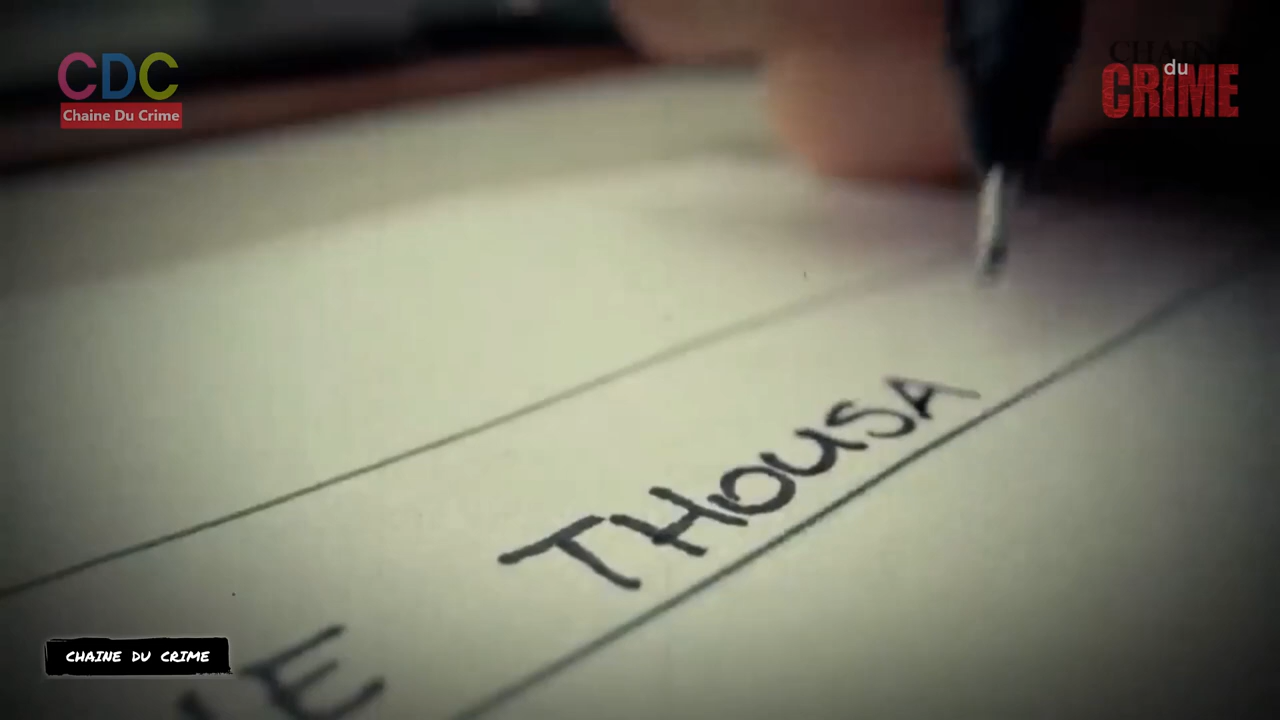 CDC
Chaine Du Crime
CHAINE
du
CRIME
THOUSA
CHAINE DU CRIME